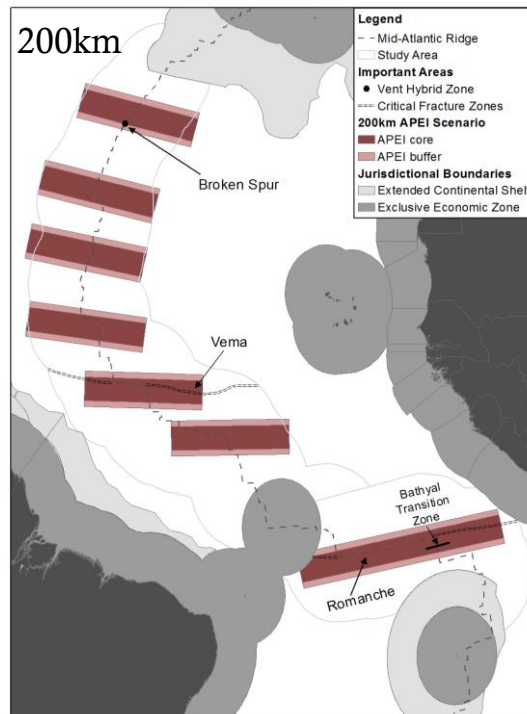 200km
Legend
Mid-Atlantic Ridge
Study Area
Important Areas
Vent Hybrid Zone
Critical Fracture Zones
200km APEI Scenario
APEI core
APEI buffer
Jurisdictional Boundaries
Extended Continental Shelf
Exclusive Economic Zone
Broken Spur
Vema
Bathyal
Transition
Zone
Romanche